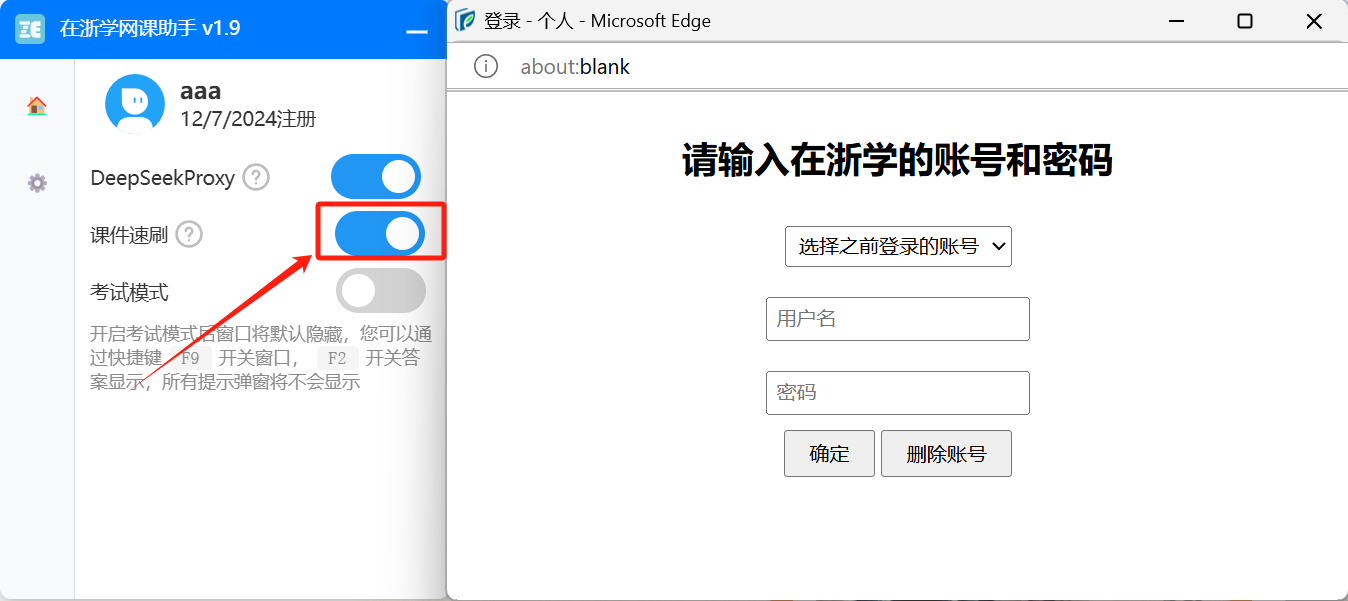 在浙学网课助手 v1.9
aaa
12/7/2024注册
DeepSeekProxy ?
课件速刷 ?
考试模式
开启考试模式后窗口将默认隐藏，您可以通
过快捷键 F9 开关窗口， F2 开关答
案显示，所有提示弹窗将不会显示
登录 - 个人 - Microsoft Edge
about:blank
请输入在浙学的账号和密码
选择之前登录的账号
用户名
密码
确定 删除账号